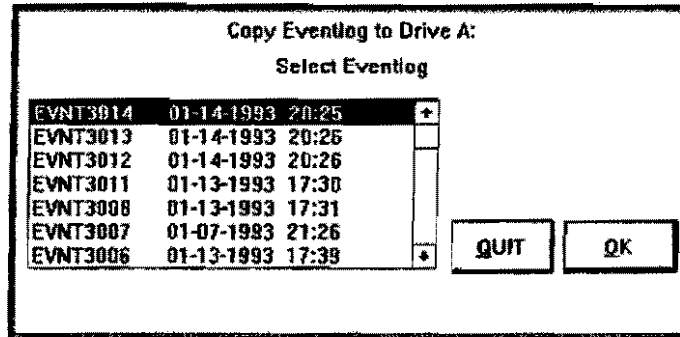 Copy Eventlog to Drive A:
Select Eventlog
EVNT3014 01-14-1993 20:25
EVNT3013 01-14-1993 20:26
EVNT3012 01-14-1993 20:26
EVNT3011 01-13-1993 17:30
EVNT3008 01-13-1993 17:31
EVNT3007 01-07-1993 21:26
EVNT3006 01-13-1993 17:39
QUIT OK